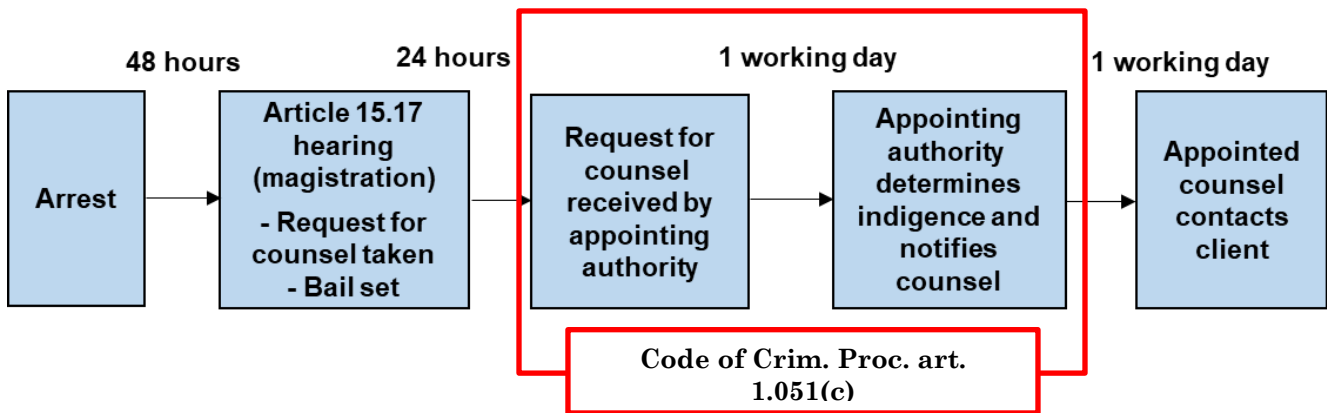 48 hours
24 hours
1 working day
1 working day
Arrest
Article 15.17
hearing
(magistration)
- Request for
counsel taken
- Bail set
Request for
counsel
received by
appointing
authority
Appointing
authority
determines
indigence and
notifies
counsel
Appointed
counsel
contacts
client
Code of Crim. Proc. art.
1.051(c)